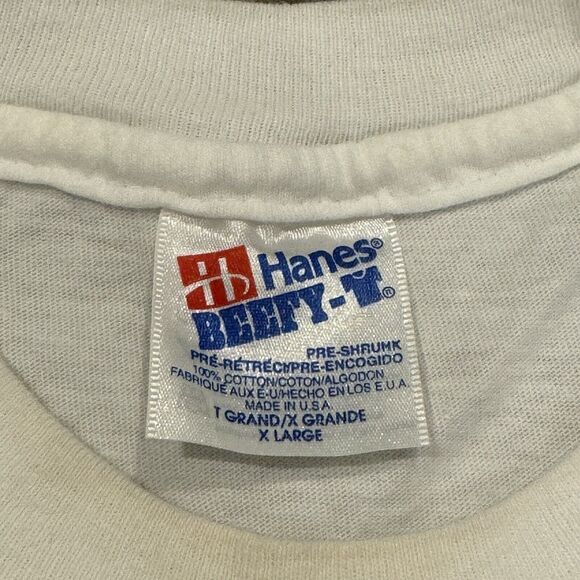 H Hanes®
BEEFY-T®
PRE-SHRUNK
PRÉ-RÉTRÉCI/PRE-ENCOGIDO
100% COTTON/COTON/ALGODON
FABRIQUÉ AUX E-U/HECHO EN LOS E.U.A.
MADE IN U.S.A.
T GRAND/X GRANDE
X LARGE